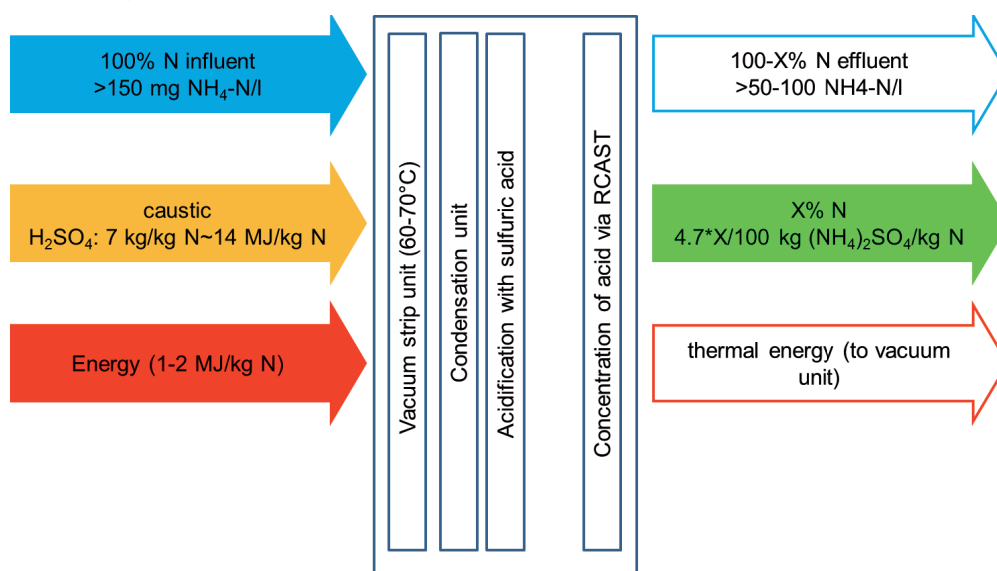 100% N influent
>150 mg NH₄-N/l
caustic
H₂SO₄: 7 kg/kg N~14 MJ/kg N
Energy (1-2 MJ/kg N)
Vacuum strip unit (60-70°C)
Condensation unit
Acidification with sulfuric acid
Concentration of acid via RCAST
100-X% N effluent
>50-100 NH4-N/l
X% N
4.7*X/100 kg (NH₄)₂SO₄/kg N
thermal energy (to vacuum
unit)